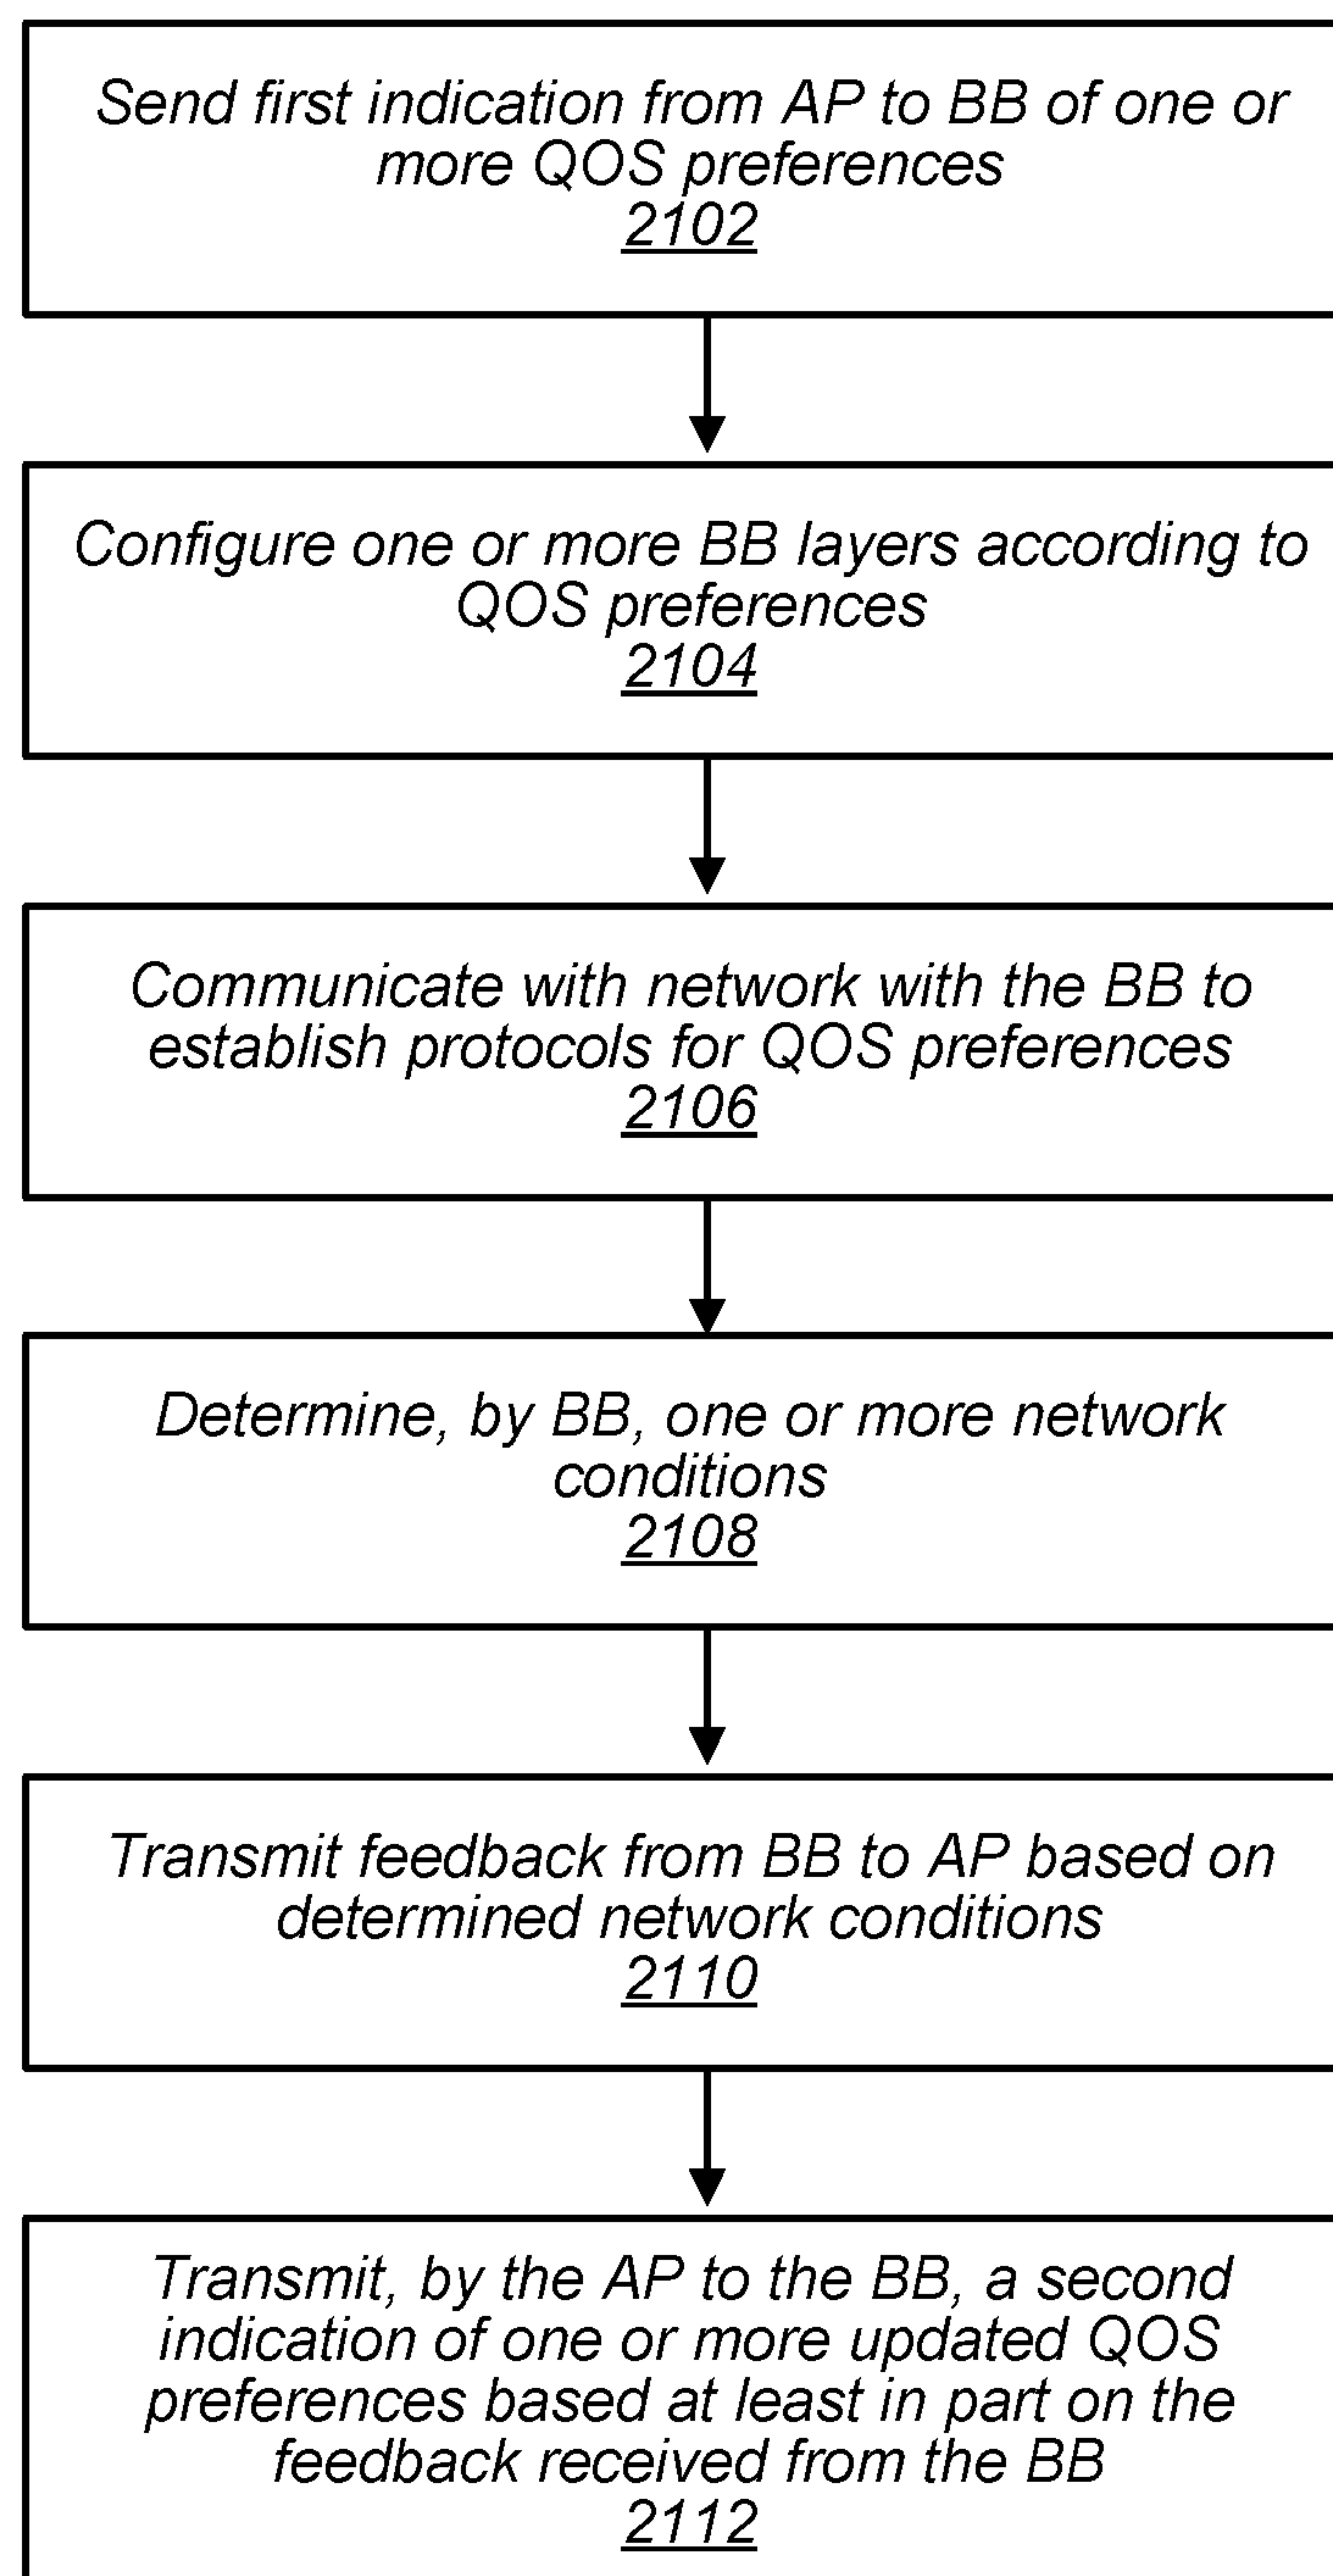 Send first indication from AP to BB of one or
more QOS preferences
2102
Configure one or more BB layers according to
QOS preferences
2104
Communicate with network with the BB to
establish protocols for QOS preferences
2106
Determine, by BB, one or more network
conditions
2108
Transmit feedback from BB to AP based on
determined network conditions
2110
Transmit, by the AP to the BB, a second
indication of one or more updated QOS
preferences based at least in part on the
feedback received from the BB
2112